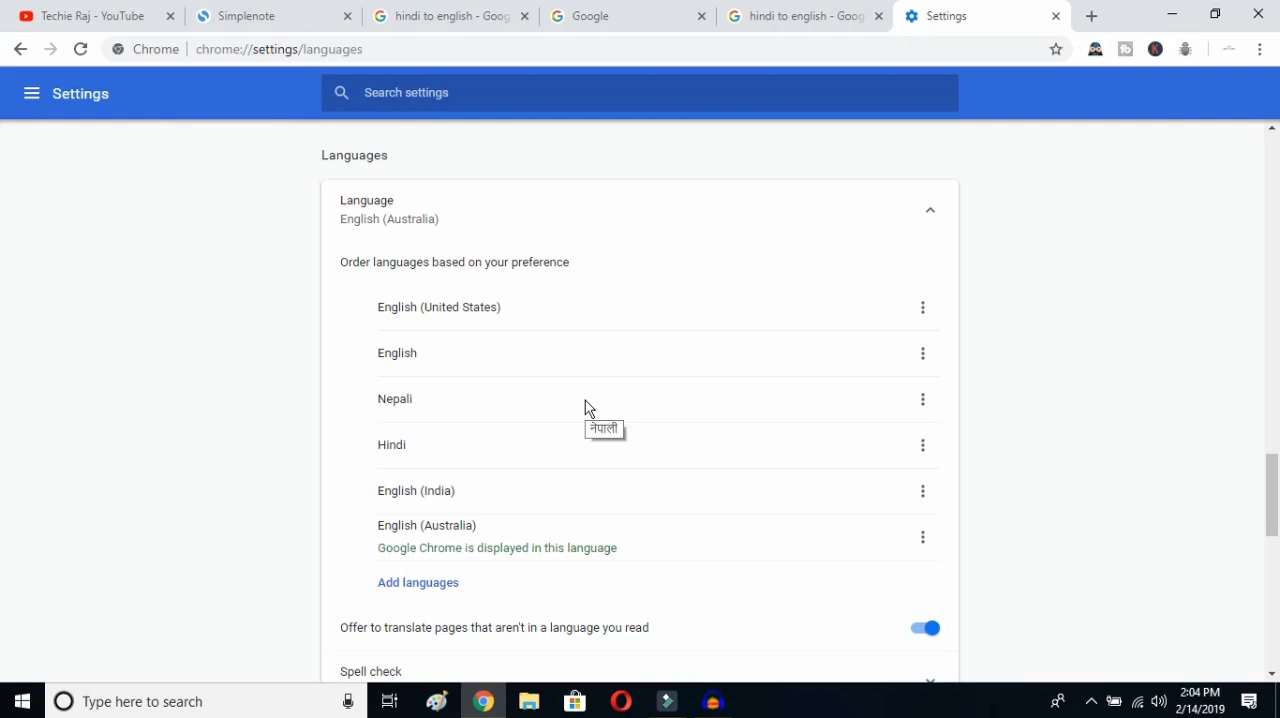 Techie Raj - YouTube
Simplenote
hindi to english - Goog
Google
hindi to english - Goog
Settings
Chrome
chrome://settings/languages
Settings
Search settings
Languages
Language
English (Australia)
Order languages based on your preference
English (United States)
English
Nepali
नेपाली
Hindi
English (India)
English (Australia)
Google Chrome is displayed in this language
Add languages
Offer to translate pages that aren't in a language you read
Spell check
Type here to search
2:04 PM
2/14/2019